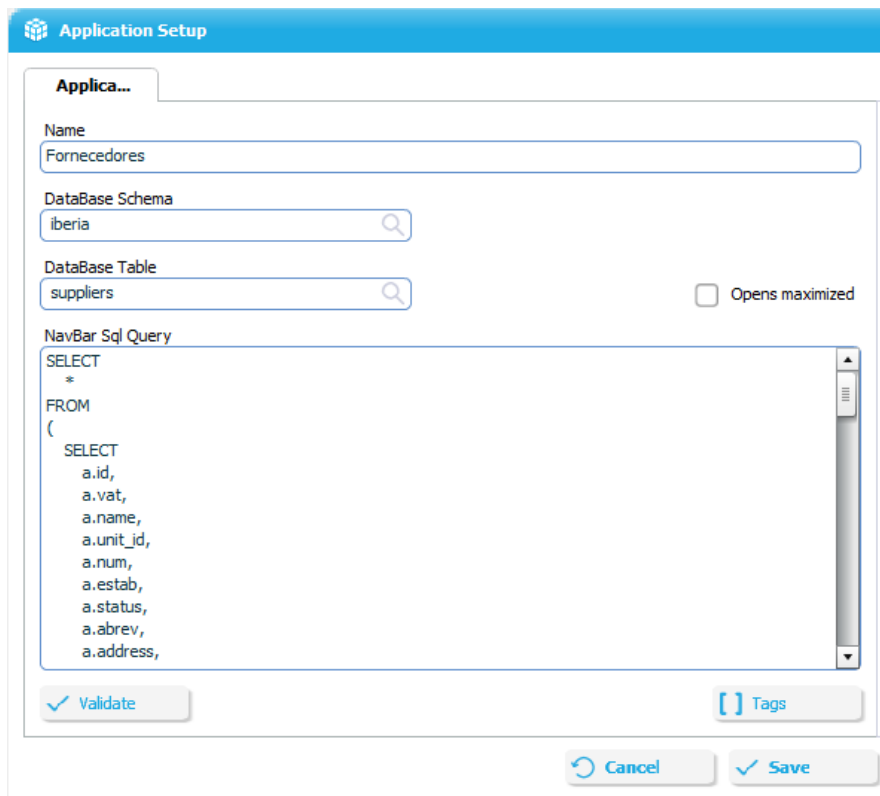 Application Setup
Applica...
Name
Fornecedores
DataBase Schema
iberia
DataBase Table
suppliers
Opens maximized
NavBar Sql Query
SELECT
*
FROM
(
SELECT
a.id,
a.vat,
a.name,
a.unit_id,
a.num,
a.estab,
a.status,
a.abrev,
a.address,
Validate
[ ] Tags
Cancel
Save